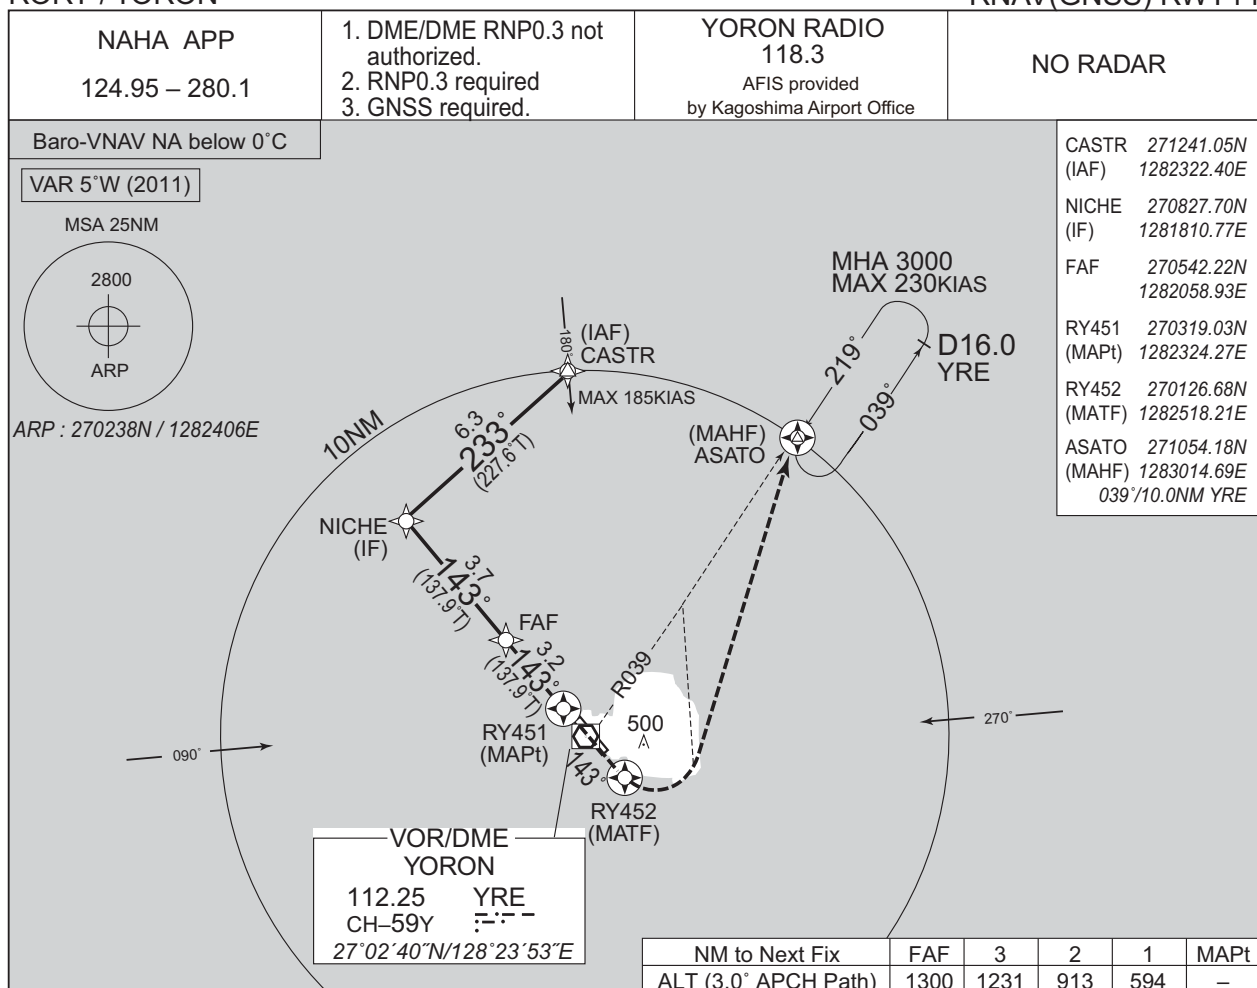 NAHA APP
124.95 – 280.1
1. DME/DME RNP0.3 not
authorized.
2. RNP0.3 required
3. GNSS required.
YORON RADIO
118.3
AFIS provided
by Kagoshima Airport Office
NO RADAR
Baro-VNAV NA below 0˚C
VAR 5˚W (2011)
MSA 25NM
2800
ARP
ARP : 270238N / 1282406E
CASTR 271241.05N
(IAF) 1282322.40E
NICHE 270827.70N
(IF) 1281810.77E
FAF 270542.22N
1282058.93E
RY451 270319.03N
(MAPt) 1282324.27E
RY452 270126.68N
(MATF) 1282518.21E
ASATO 271054.18N
(MAHF) 1283014.69E
039˚/10.0NM YRE
MHA 3000
MAX 230KIAS
219˚
039˚
D16.0
YRE
180˚
(IAF)
CASTR
MAX 185KIAS
10NM
6.3
233˚
(227.6˚T)
(MAHF)
ASATO
NICHE
(IF)
3.7
143˚
(137.9˚T)
FAF
3.2
143˚
(137.9˚T)
R039
500
RY451
(MAPt)
143˚
RY452
(MATF)
090˚
270˚
VOR/DME
YORON
112.25 YRE
CH–59Y
27˚02´40˝N/128˚23´53˝E
NM to Next Fix FAF 3 2 1 MAPt
ALT (3.0˚ APCH Path) 1300 1231 913 594 –